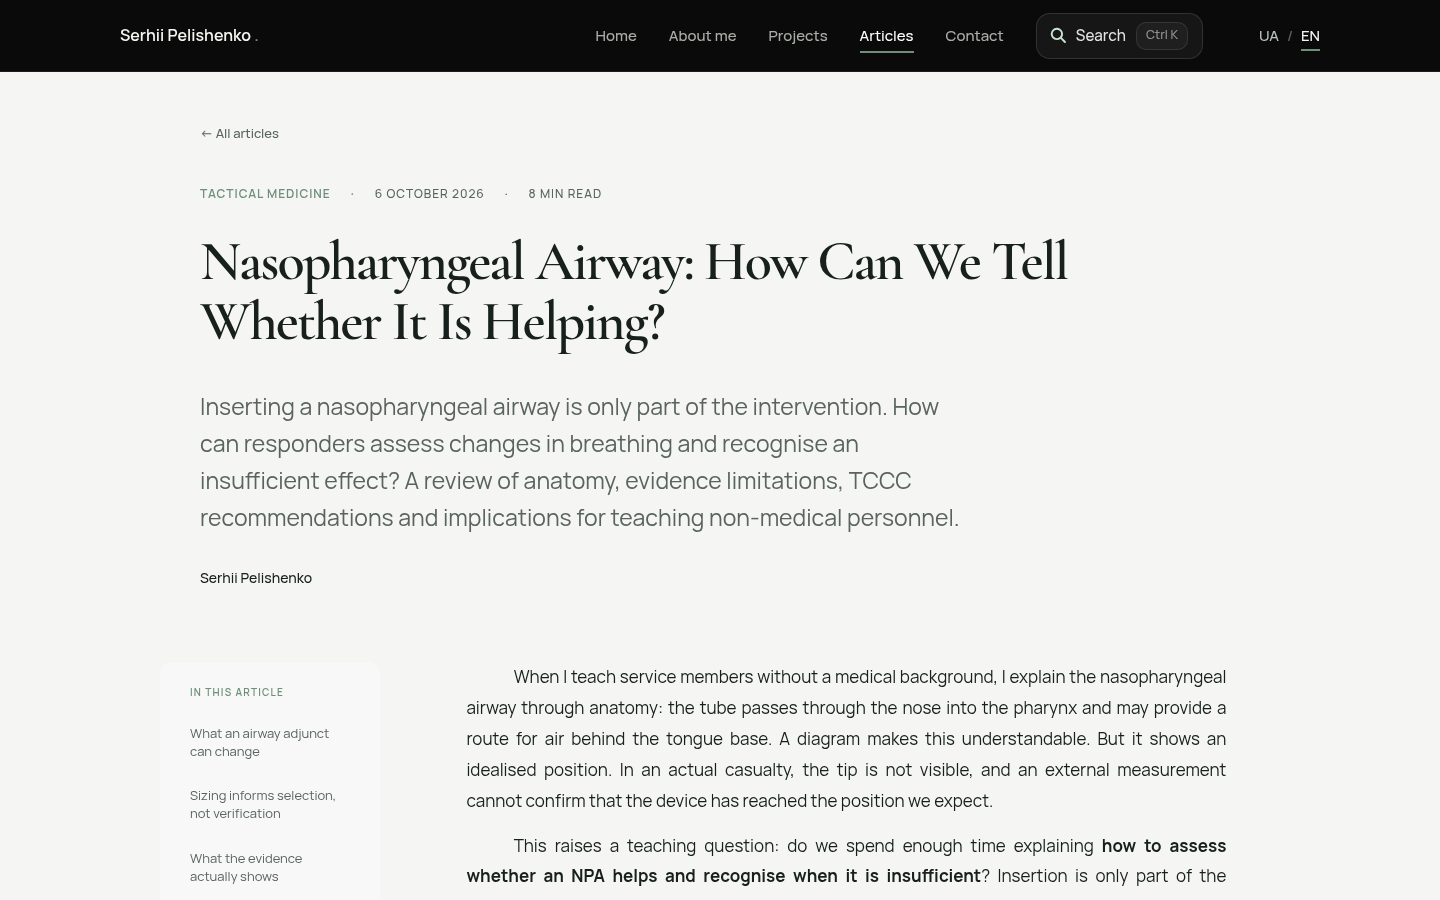 Serhii Pelishenko .
Home
About me
Projects
Articles
Contact
Search
Ctrl K
UA / EN
← All articles
TACTICAL MEDICINE · 6 OCTOBER 2026 · 8 MIN READ
Nasopharyngeal Airway: How Can We Tell
Whether It Is Helping?
Inserting a nasopharyngeal airway is only part of the intervention. How
can responders assess changes in breathing and recognise an
insufficient effect? A review of anatomy, evidence limitations, TCCC
recommendations and implications for teaching non-medical personnel.
Serhii Pelishenko
IN THIS ARTICLE
What an airway adjunct
can change
Sizing informs selection,
not verification
What the evidence
actually shows
When I teach service members without a medical background, I explain the nasopharyngeal
airway through anatomy: the tube passes through the nose into the pharynx and may provide a
route for air behind the tongue base. A diagram makes this understandable. But it shows an
idealised position. In an actual casualty, the tip is not visible, and an external measurement
cannot confirm that the device has reached the position we expect.
This raises a teaching question: do we spend enough time explaining how to assess
whether an NPA helps and recognise when it is insufficient? Insertion is only part of the